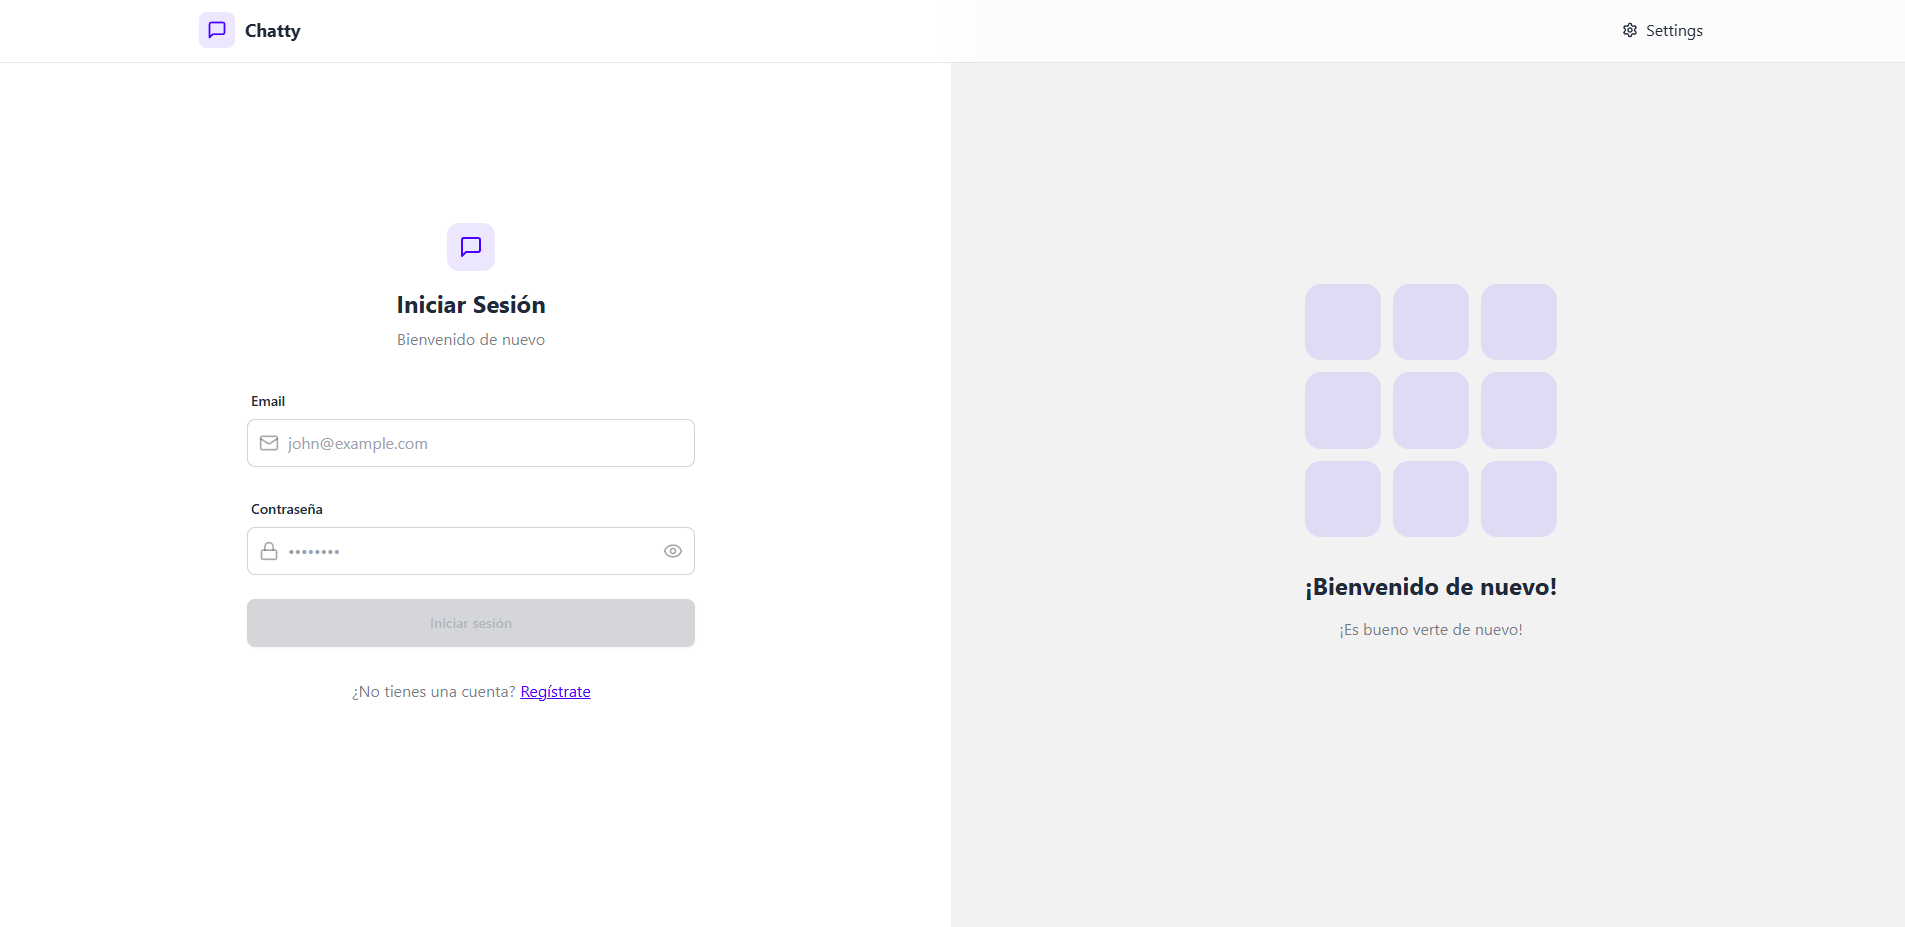 Chatty
Settings
Iniciar Sesión
Bienvenido de nuevo
Email
john@example.com
Contraseña
••••••••
Iniciar sesión
¿No tienes una cuenta? Regístrate
¡Bienvenido de nuevo!
¡Es bueno verte de nuevo!